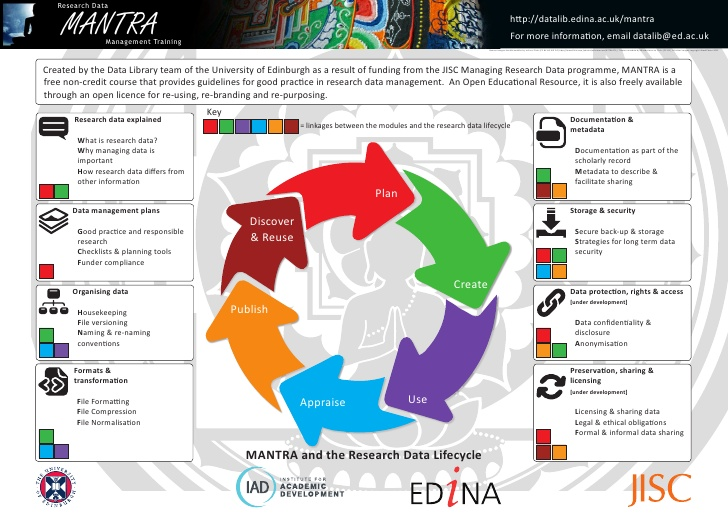 Research Data
MANTRA
Management Training
http://datalib.edina.ac.uk/mantra
For more information, email datalib@ed.ac.uk
Created by the Data Library team of the University of Edinburgh as a result of funding from the JISC Managing Research Data programme, MANTRA is a
free non-credit course that provides guidelines for good practice in research data management. An Open Educational Resource, it is also freely available
through an open licence for re-using, re-branding and re-purposing.
Key
= linkages between the modules and the research data lifecycle
Research data explained
What is research data?
Why managing data is
important
How research data differs from
other information
Data management plans
Good practice and responsible
research
Checklists & planning tools
Funder compliance
Organising data
Housekeeping
File versioning
Naming & re-naming
conventions
Formats &
transformation
File Formatting
File Compression
File Normalisation
Plan
Create
Use
Appraise
Publish
Discover
& Reuse
MANTRA and the Research Data Lifecycle
Documentation &
metadata
Documentation as part of the
scholarly record
Metadata to describe &
facilitate sharing
Storage & security
Secure back-up & storage
Strategies for long term data
security
Data protection, rights & access
[under development]
Data confidentiality &
disclosure
Anonymisation
Preservation, sharing &
licensing
[under development]
Licensing & sharing data
Legal & ethical obligations
Formal & informal data sharing
THE UNIVERSITY OF EDINBURGH
IAD
INSTITUTE FOR
ACADEMIC
DEVELOPMENT
EDINA
JISC